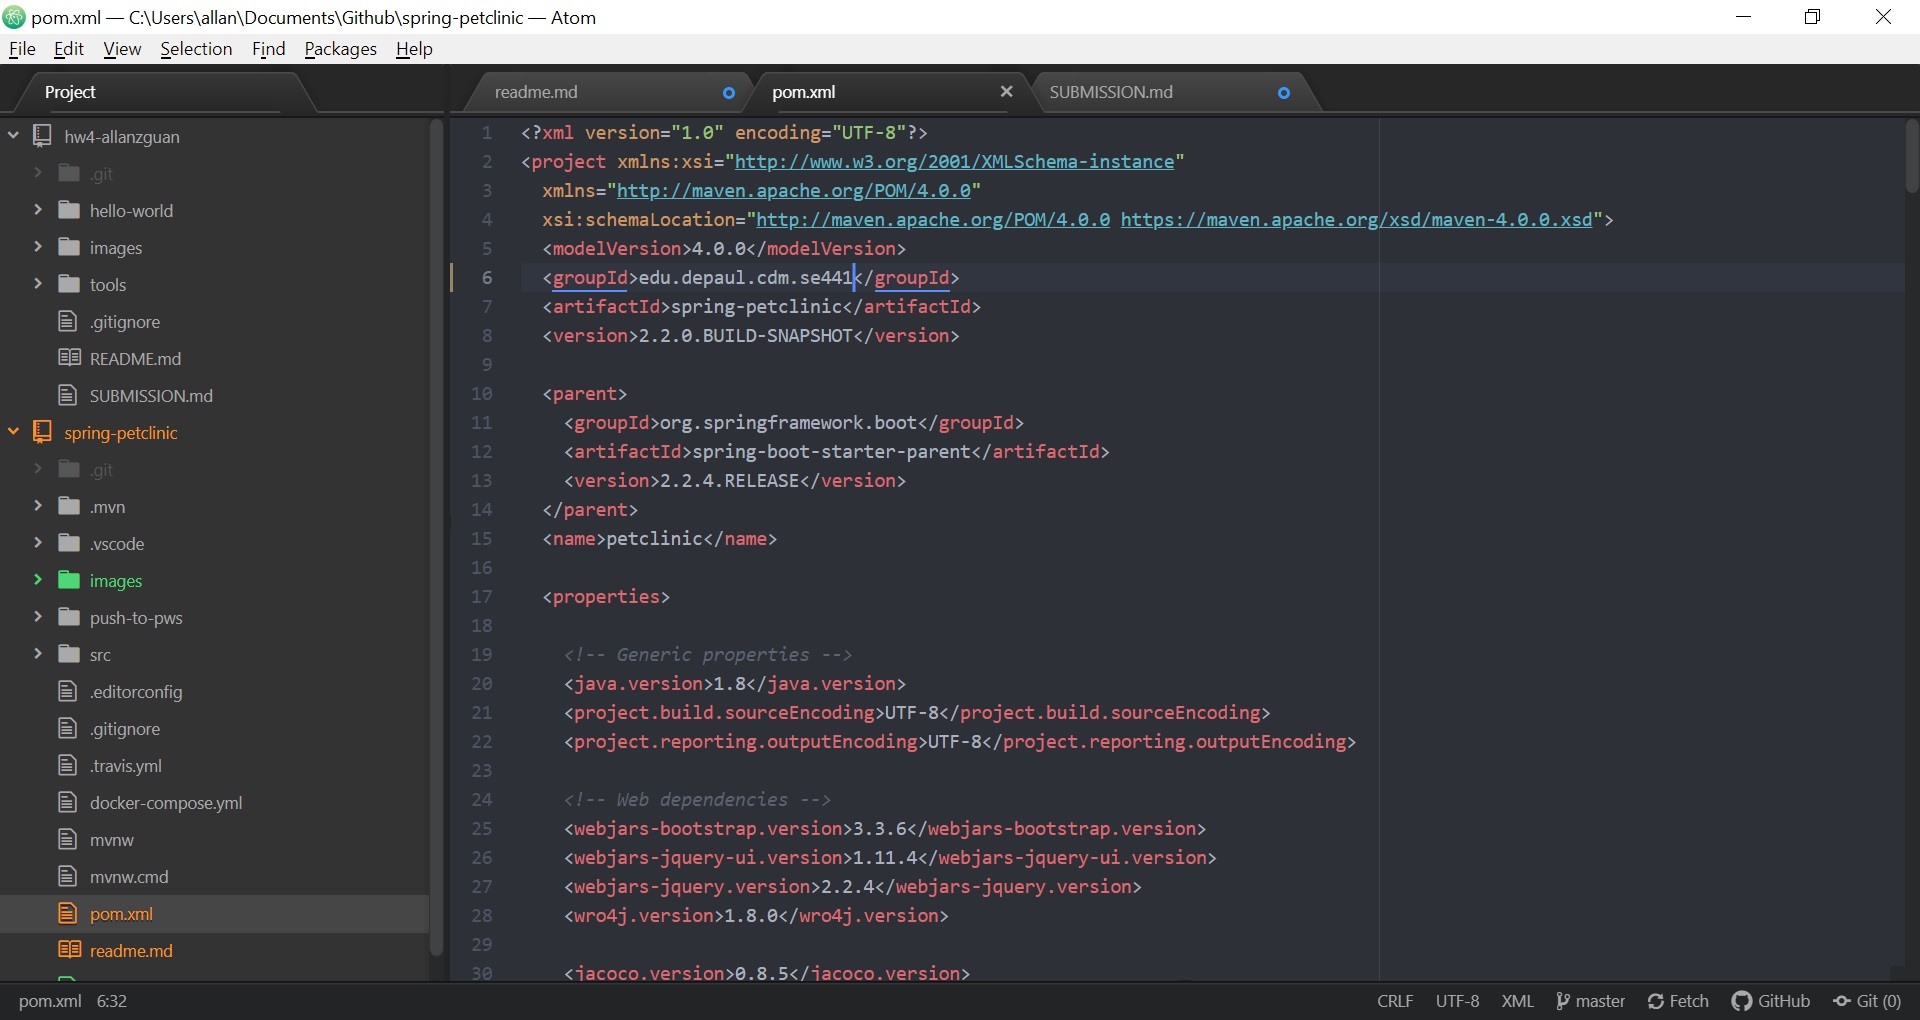 pom.xml — C:\Users\allan\Documents\Github\spring-petclinic — Atom
File Edit View Selection Find Packages Help
Project
hw4-allanzguan
.git
hello-world
images
tools
.gitignore
README.md
SUBMISSION.md
spring-petclinic
.git
.mvn
.vscode
images
push-to-pws
src
.editorconfig
.gitignore
.travis.yml
docker-compose.yml
mvnw
mvnw.cmd
pom.xml
readme.md
readme.md pom.xml SUBMISSION.md
1 <?xml version="1.0" encoding="UTF-8"?>
2 <project xmlns:xsi="http://www.w3.org/2001/XMLSchema-instance"
3 xmlns="http://maven.apache.org/POM/4.0.0"
4 xsi:schemaLocation="http://maven.apache.org/POM/4.0.0 https://maven.apache.org/xsd/maven-4.0.0.xsd">
5 <modelVersion>4.0.0</modelVersion>
6 <groupId>edu.depaul.cdm.se441</groupId>
7 <artifactId>spring-petclinic</artifactId>
8 <version>2.2.0.BUILD-SNAPSHOT</version>
9
10 <parent>
11 <groupId>org.springframework.boot</groupId>
12 <artifactId>spring-boot-starter-parent</artifactId>
13 <version>2.2.4.RELEASE</version>
14 </parent>
15 <name>petclinic</name>
16
17 <properties>
18
19 <!-- Generic properties -->
20 <java.version>1.8</java.version>
21 <project.build.sourceEncoding>UTF-8</project.build.sourceEncoding>
22 <project.reporting.outputEncoding>UTF-8</project.reporting.outputEncoding>
23
24 <!-- Web dependencies -->
25 <webjars-bootstrap.version>3.3.6</webjars-bootstrap.version>
26 <webjars-jquery-ui.version>1.11.4</webjars-jquery-ui.version>
27 <webjars-jquery.version>2.2.4</webjars-jquery.version>
28 <wro4j.version>1.8.0</wro4j.version>
29
30 <jacoco.version>0.8.5</jacoco.version>
pom.xml 6:32 CRLF UTF-8 XML master Fetch GitHub Git (0)